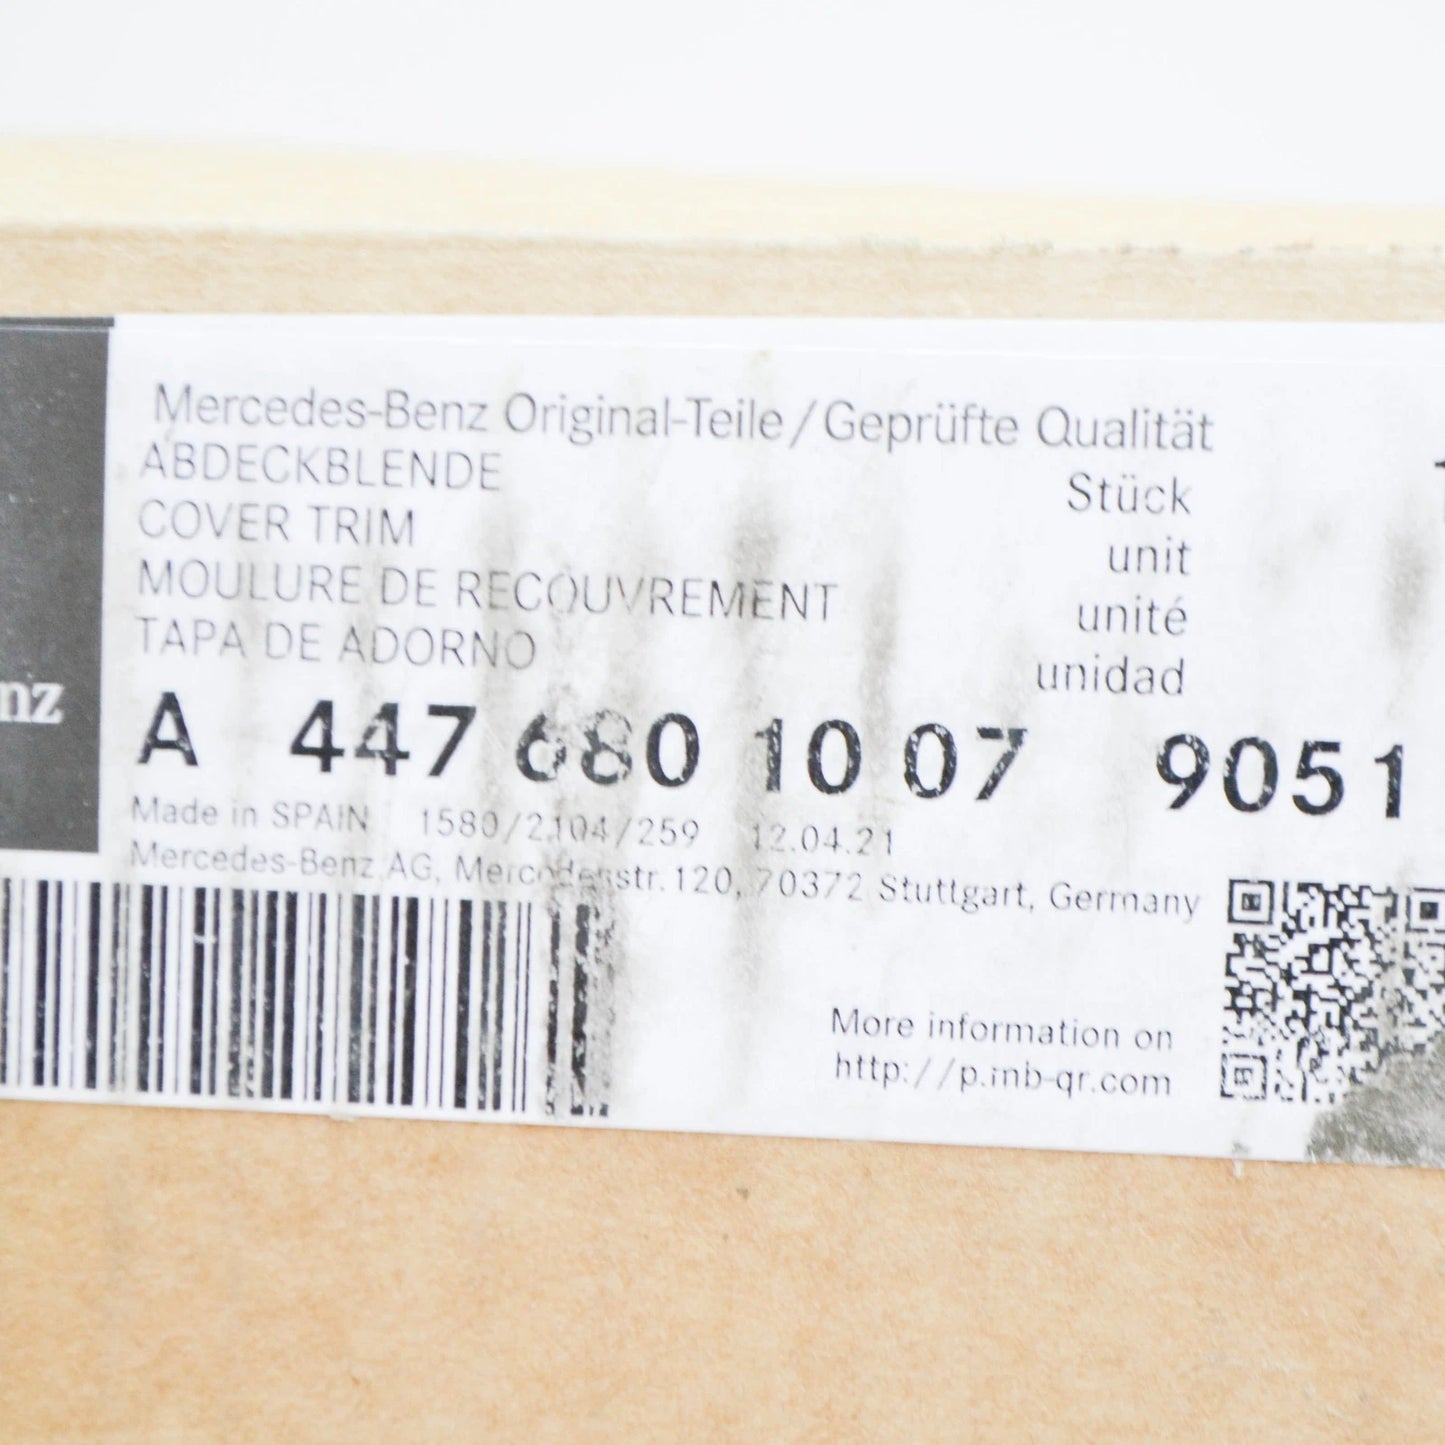 Mercedes-Benz Original-Teile/Geprüfte Qualität
ABDECKBLENDE
Stück
COVER TRIM
unit
MOULURE DE RECOUVREMENT
unité
TAPA DE ADORNO
unidad
nz
A 447 680 10 07 9051
Made in SPAIN 1580/2104/259 12.04.21
Mercedes-Benz AG, Mercedesstr. 120, 70372 Stuttgart, Germany
More information on
http://p.mb-qr.com